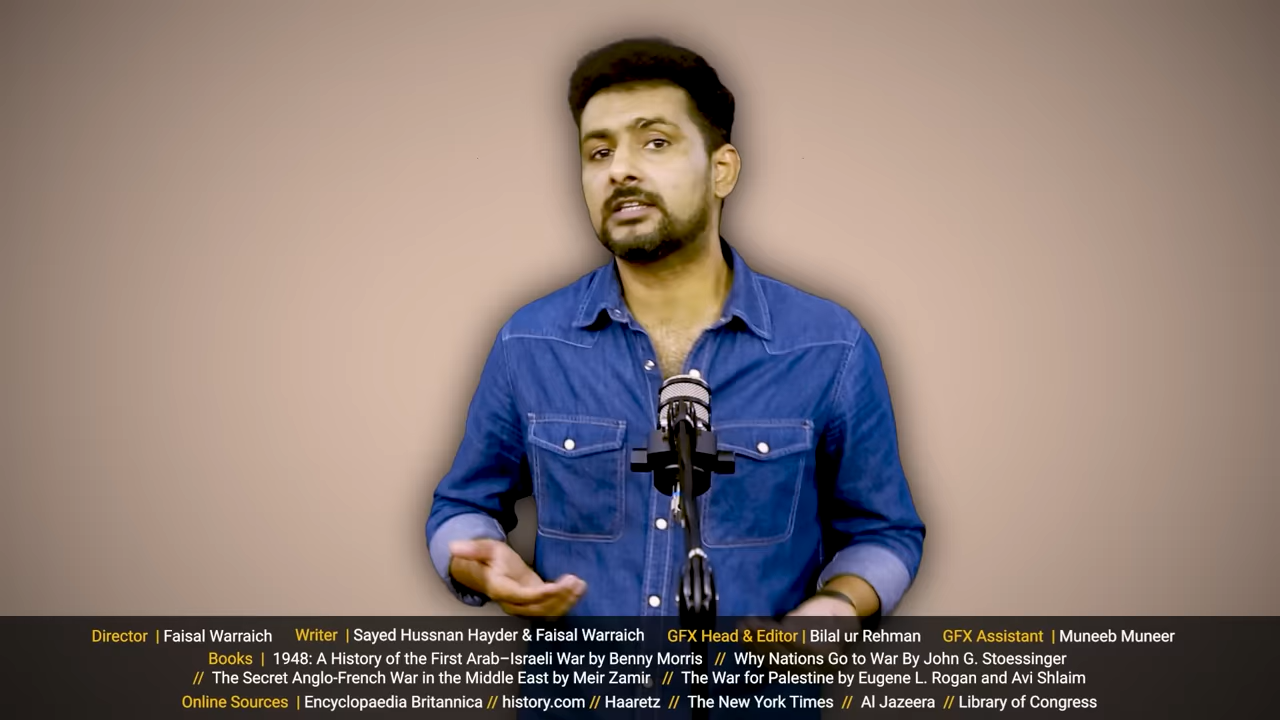 Director | Faisal Warraich Writer | Sayed Hussnan Hayder & Faisal Warraich GFX Head & Editor | Bilal ur Rehman GFX Assistant | Muneeb Muneer
Books | 1948: A History of the First Arab–Israeli War by Benny Morris // Why Nations Go to War By John G. Stoessinger
// The Secret Anglo-French War in the Middle East by Meir Zamir // The War for Palestine by Eugene L. Rogan and Avi Shlaim
Online Sources | Encyclopaedia Britannica // history.com // Haaretz // The New York Times // Al Jazeera // Library of Congress